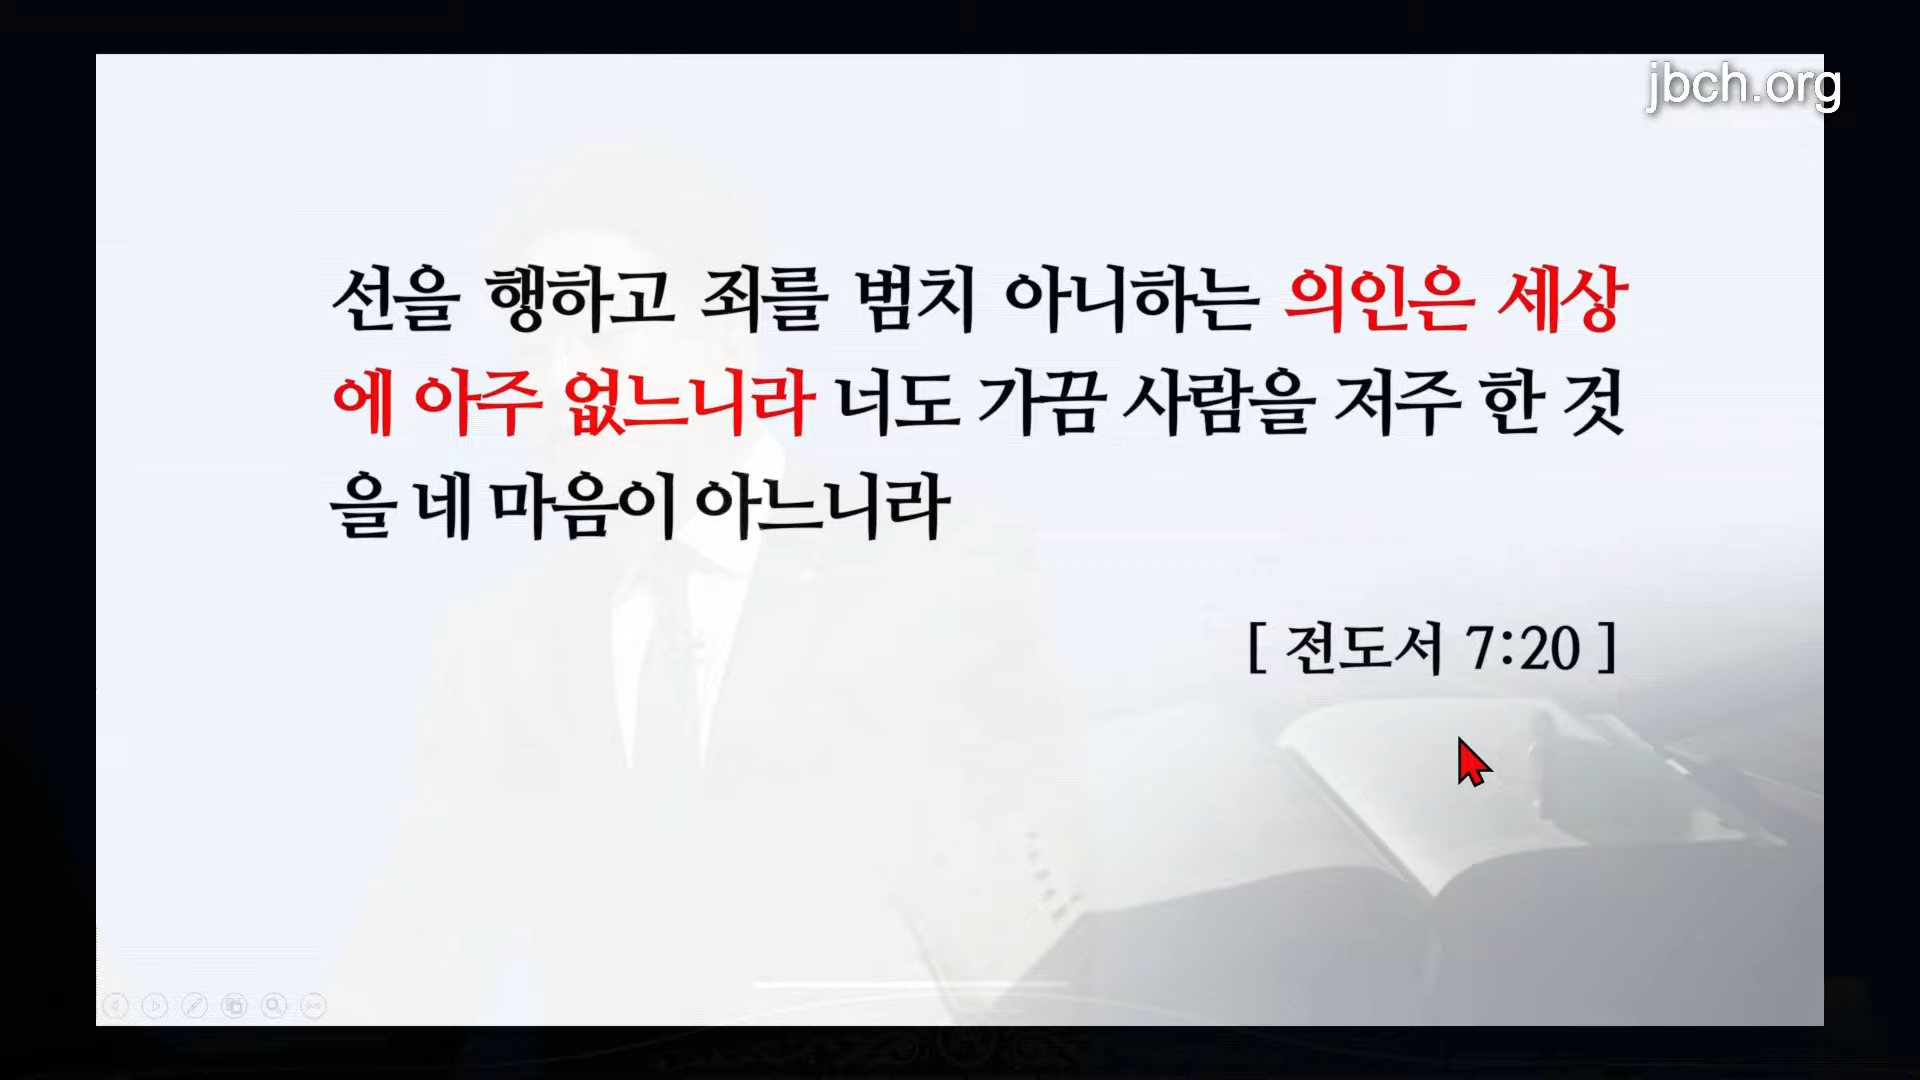 jbch.org
선을 행하고 죄를 범치 아니하는 의인은 세상
에 아주 없느니라 너도 가끔 사람을 저주 한 것
을 네 마음이 아느니라
[ 전도서 7:20 ]